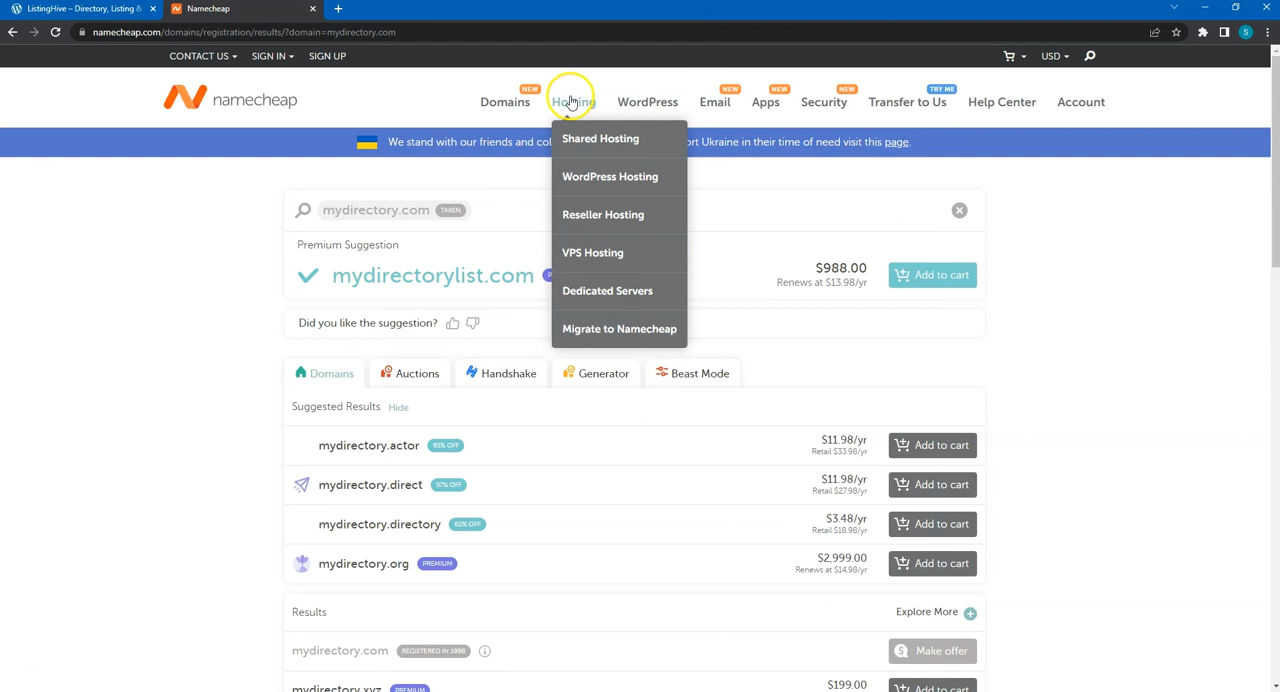 ListingHive – Directory, Listing &
Namecheap
namecheap.com/domains/registration/results/?domain=mydirectory.com
S
CONTACT US
SIGN IN
SIGN UP
USD
namecheap
Domains
NEW
Hosting
WordPress
NEW
Email
NEW
Apps
NEW
Security
NEW
Transfer to Us
TRY ME
Help Center
Account
We stand with our friends and col
ort Ukraine in their time of need visit this page.
Shared Hosting
WordPress Hosting
Reseller Hosting
VPS Hosting
Dedicated Servers
Migrate to Namecheap
mydirectory.com TAKEN
Premium Suggestion
mydirectorylist.com
P
$988.00
Renews at $13.98/yr
Add to cart
Did you like the suggestion?
Domains
Auctions
Handshake
Generator
Beast Mode
Suggested Results Hide
mydirectory.actor 65% OFF
$11.98/yr
Retail $33.98/yr
Add to cart
mydirectory.direct 57% OFF
$11.98/yr
Retail $27.98/yr
Add to cart
mydirectory.directory 82% OFF
$3.48/yr
Retail $18.98/yr
Add to cart
mydirectory.org PREMIUM
$2,999.00
Renews at $14.98/yr
Add to cart
Results
Explore More
mydirectory.com REGISTERED IN 1998
Make offer
mydirectory.xyz PREMIUM
$199.00
Add to cart